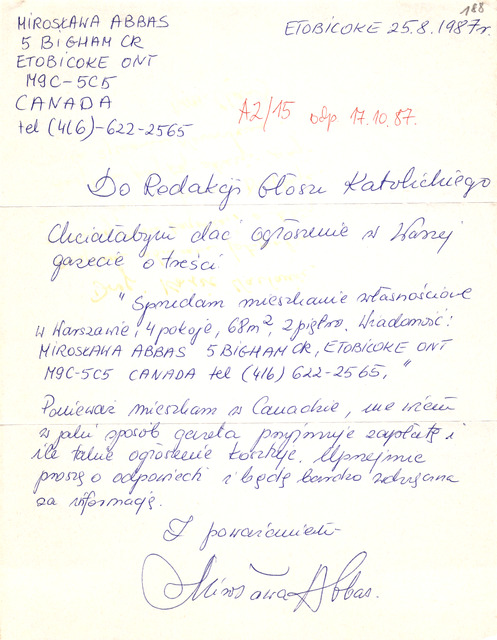 188
MIROSŁAWA ABBAS
5 BIGHAM CR
ETOBICOKE ONT
M9C-5C5
CANADA
tel (416)-622-2565
ETOBICOKE 25.8.1987r.
A2/15 odp 17.10.87.
Do Redakcji Głosu Katolickiego
Chciałabym dać ogłoszenie w Waszej
gazecie o treści
" Sprzedam mieszkanie własnościowe
w Warszawie, 4 pokoje, 68m², 2 piętro. Wiadomość:
MIROSŁAWA ABBAS 5 BIGHAM CR, ETOBICOKE ONT
M9C-5C5 CANADA tel (416) 622-2565, "
Ponieważ mieszkam w Canadzie, nie wiem
w jaki sposób gazeta przyjmuje zapłatę i
ile takie ogłoszenie kosztuje. Uprzejmie
proszę o odpowiedź i będę bardzo wdzięczna
za informację.
Z poważaniem
Mirosława Abbas.